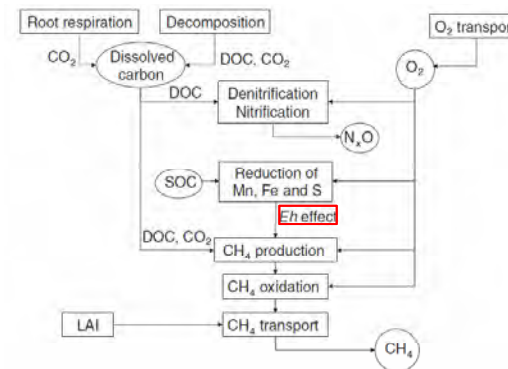 Root respiration
Decomposition
O₂ transport
CO₂
Dissolved
carbon
DOC, CO₂
O₂
DOC
Denitrification
Nitrification
NₓO
SOC
Reduction of
Mn, Fe and S
Eh effect
DOC, CO₂
CH₄ production
CH₄ oxidation
LAI
CH₄ transport
CH₄